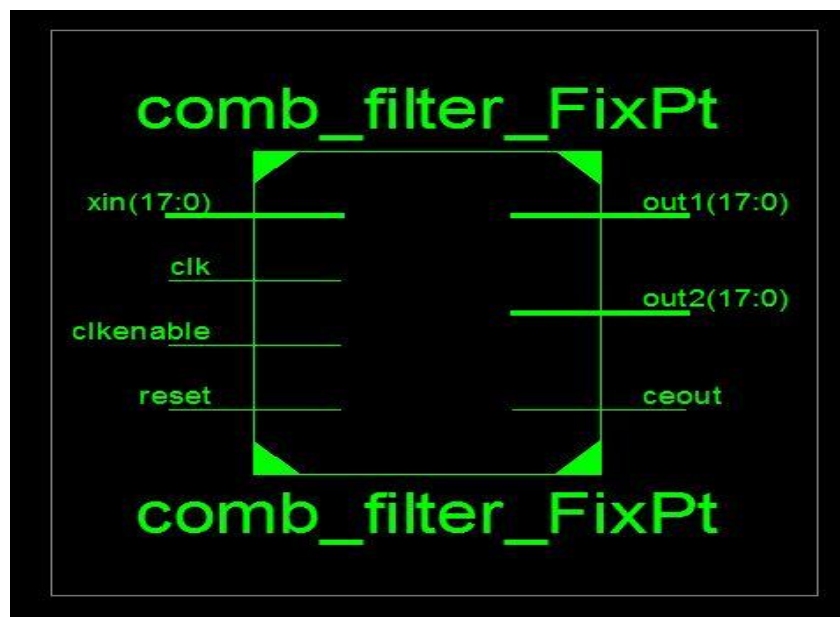 comb_filter_FixPt
xin(17:0)
out1(17:0)
clk
out2(17:0)
clkenable
reset
ceout
comb_filter_FixPt